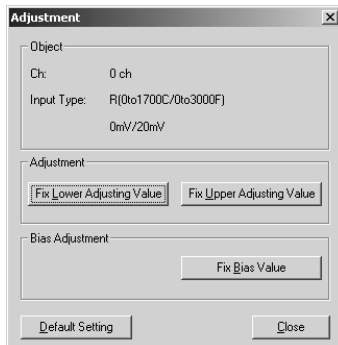 Adjustment
Object
Ch: 0 ch
Input Type: R(0to1700C/0to3000F)
0mV/20mV
Adjustment
Fix Lower Adjusting Value Fix Upper Adjusting Value
Bias Adjustment
Fix Bias Value
Default Setting Close